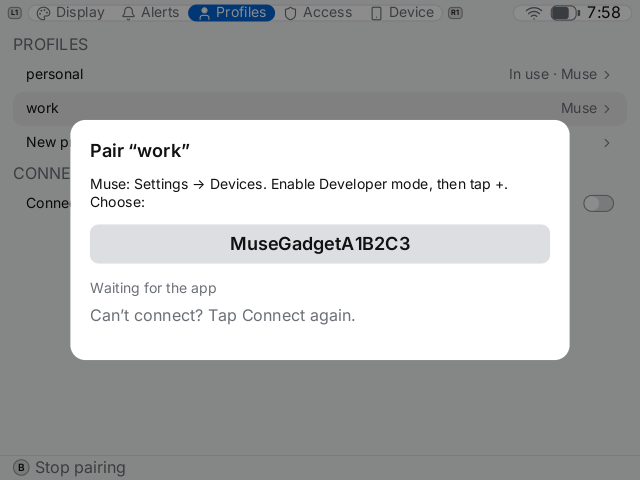 L1 Display Alerts Profiles Access Device R1 7:58
PROFILES
personal In use · Muse
work Muse
New p
CONNE
Conne
Pair “work”
Muse: Settings → Devices. Enable Developer mode, then tap +.
Choose:
MuseGadgetA1B2C3
Waiting for the app
Can’t connect? Tap Connect again.
B Stop pairing